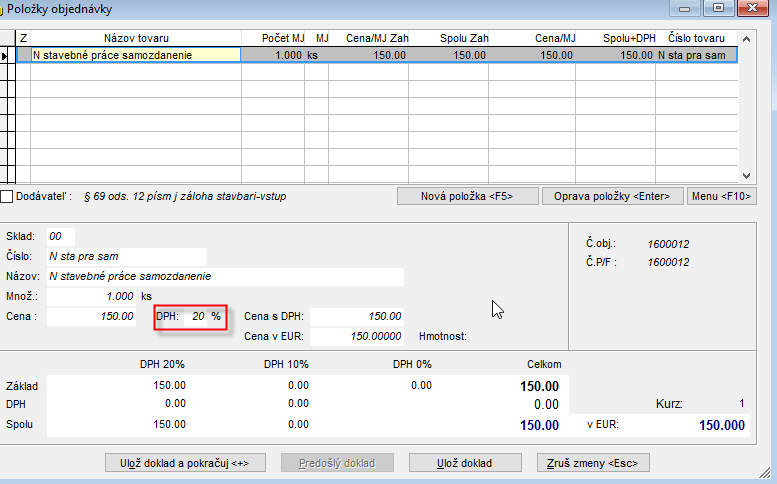 Položky objednávky
Z Názov tovaru Počet MJ MJ Cena/MJ Zah Spolu Zah Cena/MJ Spolu+DPH Číslo tovaru
N stavebné práce samozdanenie 1.000 ks 150.00 150.00 150.00 150.00 N sta pra sam
Dodávateľ : § 69 ods. 12 písm j záloha stavbari-vstup Nová položka <F5> Oprava položky <Enter> Menu <F10>
Sklad: 00 Č.obj.: 1600012
Číslo: N sta pra sam Č.P/F : 1600012
Názov: N stavebné práce samozdanenie
Množ.: 1.000 ks
Cena : 150.00 DPH: 20 % Cena s DPH: 150.00
Cena v EUR: 150.00000 Hmotnost:
DPH 20% DPH 10% DPH 0% Celkom
Základ 150.00 0.00 0.00 150.00
DPH 0.00 0.00 0.00 Kurz: 1
Spolu 150.00 0.00 150.00 v EUR: 150.000
Ulož doklad a pokračuj <+> Predošlý doklad Ulož doklad Zruš zmeny <Esc>